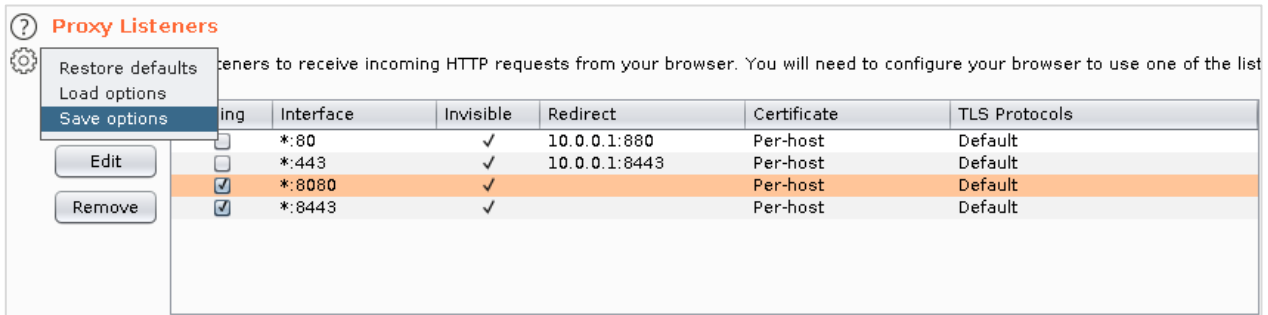 ? Proxy Listeners
Restore defaults
teners to receive incoming HTTP requests from your browser. You will need to configure your browser to use one of the list
Load options
Save options
ing Interface Invisible Redirect Certificate TLS Protocols
*:80 ✓ 10.0.0.1:880 Per-host Default
Edit
*:443 ✓ 10.0.0.1:8443 Per-host Default
*:8080 ✓ Per-host Default
Remove
*:8443 ✓ Per-host Default